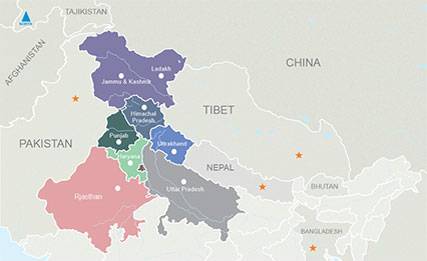 TAJIKISTAN
AFGHANISTAN
CHINA
Ladakh
Jammu & Kashmir
TIBET
Himachal
Pradesh
Punjab
PAKISTAN
Uttrakhand
Haryana
NEPAL
Rjasthan
Uttar Pradesh
BHUTAN
BANGLADESH